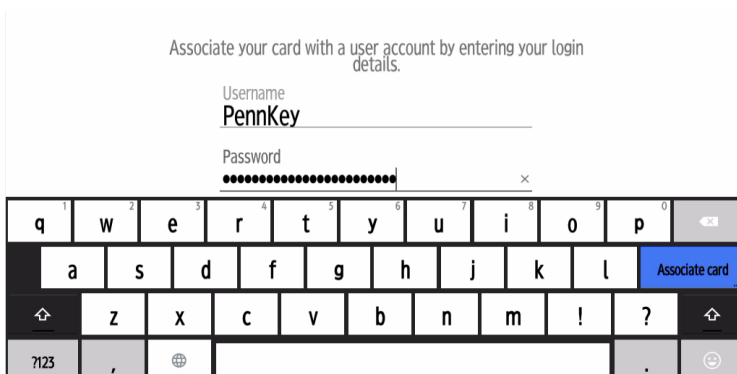 Associate your card with a user account by entering your login
details.
Username
PennKey
Password
••••••••••••••••••••••••
q 1 w 2 e 3 r 4 t 5 y 6 u 7 i 8 o 9 p 0
a s d f g h j k l Associate card
z x c v b n m ! ?
?123 , .